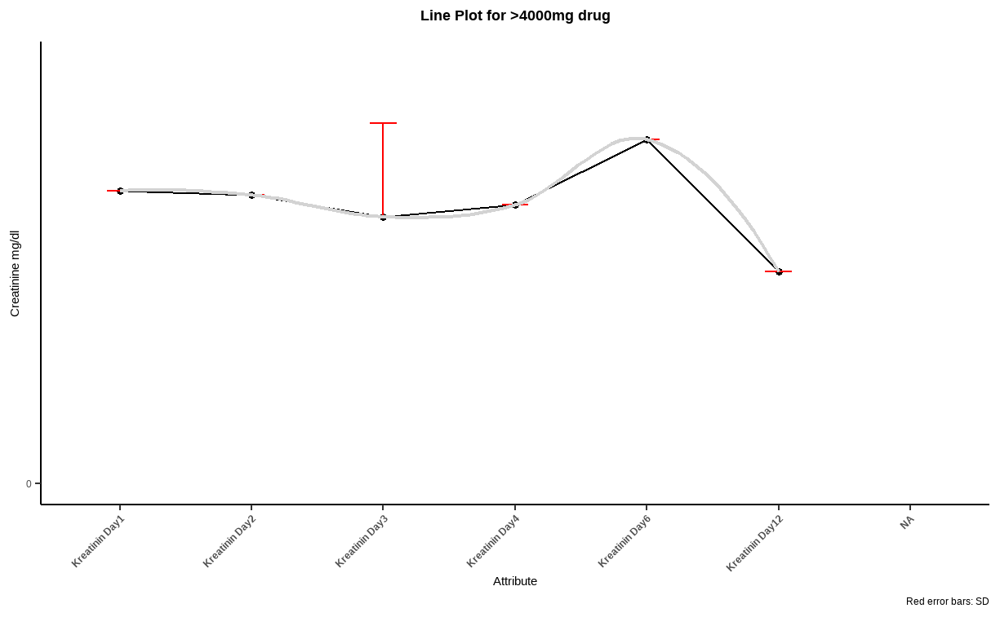 Line Plot for >4000mg drug
Creatinine mg/dl
0
Kreatinin Day1
Kreatinin Day2
Kreatinin Day3
Kreatinin Day4
Kreatinin Day6
Kreatinin Day12
NA
Attribute
Red error bars: SD